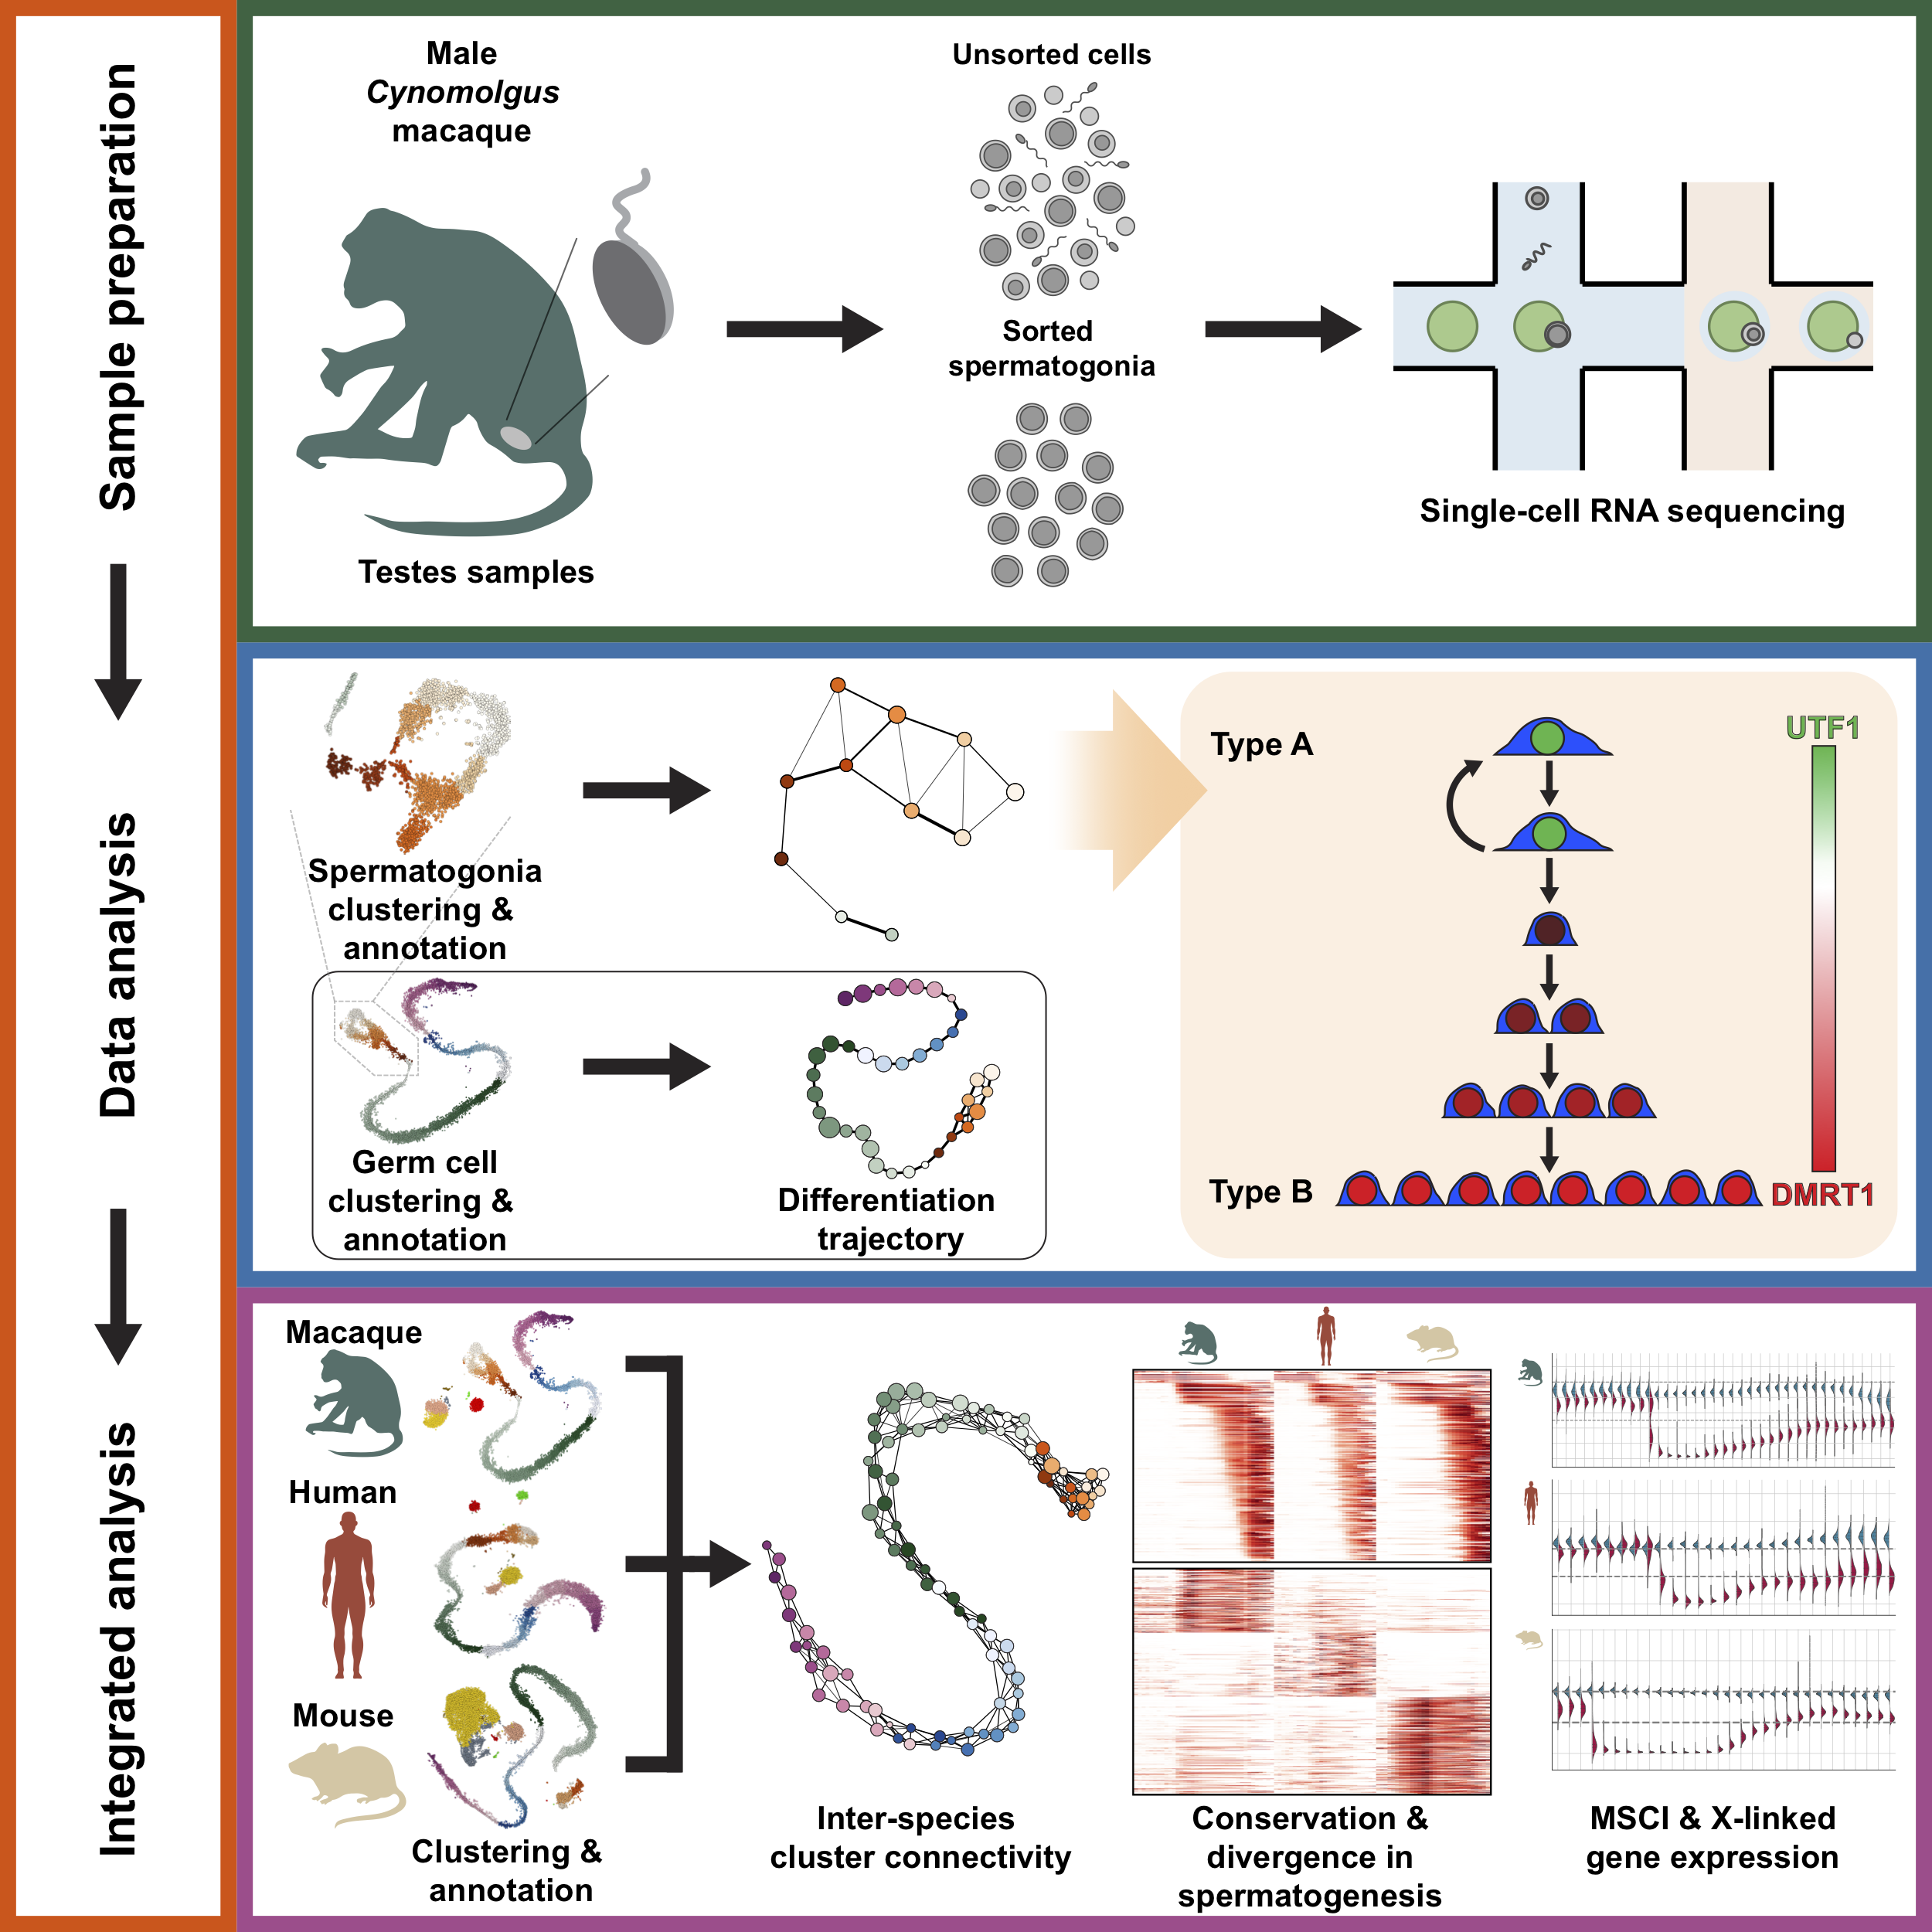 Sample preparation
Data analysis
Integrated analysis
Male
Cynomolgus
macaque
Testes samples
Unsorted cells
Sorted
spermatogonia
Single-cell RNA sequencing
Spermatogonia
clustering &
annotation
Germ cell
clustering &
annotation
Differentiation
trajectory
Type A
UTF1
Type B
DMRT1
Macaque
Human
Mouse
Clustering &
annotation
Inter-species
cluster connectivity
Conservation &
divergence in
spermatogenesis
MSCI & X-linked
gene expression